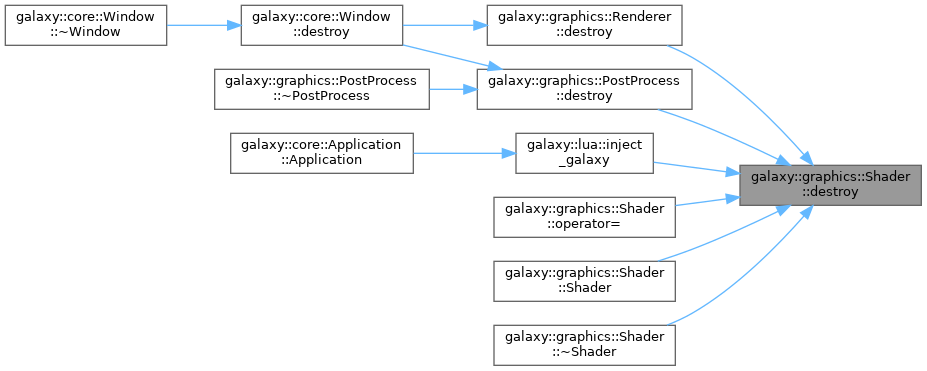 galaxy::core::Window
::~Window
galaxy::core::Window
::destroy
galaxy::graphics::Renderer
::destroy
galaxy::graphics::PostProcess
::~PostProcess
galaxy::graphics::PostProcess
::destroy
galaxy::core::Application
::Application
galaxy::lua::inject
_galaxy
galaxy::graphics::Shader
::destroy
galaxy::graphics::Shader
::operator=
galaxy::graphics::Shader
::Shader
galaxy::graphics::Shader
::~Shader